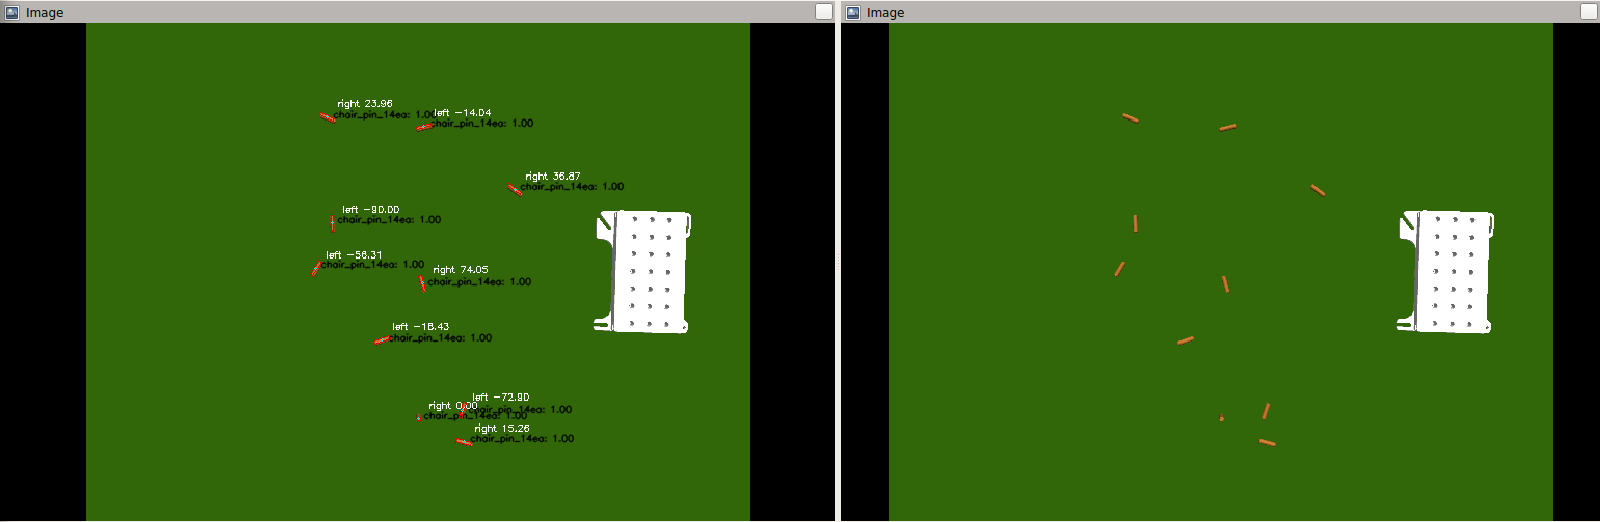 Image
Image
right 23.96
chair_pin_14ea: 1.00
left -14.04
chair_pin_14ea: 1.00
right 36.87
chair_pin_14ea: 1.00
left -90.00
chair_pin_14ea: 1.00
left -56.31
chair_pin_14ea: 1.00
right 74.05
chair_pin_14ea: 1.00
left -18.43
chair_pin_14ea: 1.00
left -72.90
chair_pin_14ea: 1.00
right 0.00
chair_pin_14ea: 1.00
right 15.26
chair_pin_14ea: 1.00